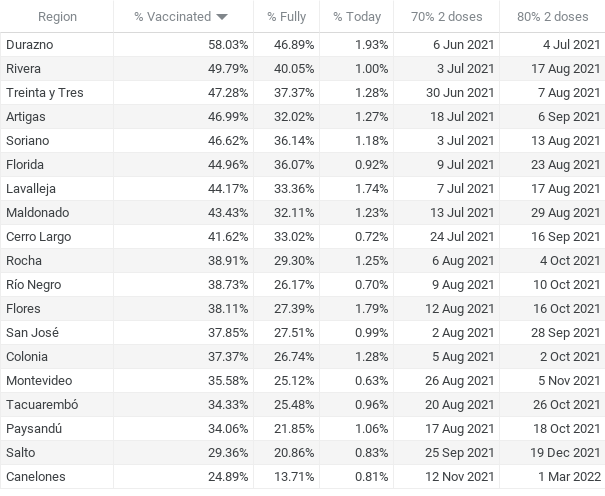 Region % Vaccinated % Fully % Today 70% 2 doses 80% 2 doses
Durazno 58.03% 46.89% 1.93% 6 Jun 2021 4 Jul 2021
Rivera 49.79% 40.05% 1.00% 3 Jul 2021 17 Aug 2021
Treinta y Tres 47.28% 37.37% 1.28% 30 Jun 2021 7 Aug 2021
Artigas 46.99% 32.02% 1.27% 18 Jul 2021 6 Sep 2021
Soriano 46.62% 36.14% 1.18% 3 Jul 2021 13 Aug 2021
Florida 44.96% 36.07% 0.92% 9 Jul 2021 23 Aug 2021
Lavalleja 44.17% 33.36% 1.74% 7 Jul 2021 17 Aug 2021
Maldonado 43.43% 32.11% 1.23% 13 Jul 2021 29 Aug 2021
Cerro Largo 41.62% 33.02% 0.72% 24 Jul 2021 16 Sep 2021
Rocha 38.91% 29.30% 1.25% 6 Aug 2021 4 Oct 2021
Río Negro 38.73% 26.17% 0.70% 9 Aug 2021 10 Oct 2021
Flores 38.11% 27.39% 1.79% 12 Aug 2021 16 Oct 2021
San José 37.85% 27.51% 0.99% 2 Aug 2021 28 Sep 2021
Colonia 37.37% 26.74% 1.28% 5 Aug 2021 2 Oct 2021
Montevideo 35.58% 25.12% 0.63% 26 Aug 2021 5 Nov 2021
Tacuarembó 34.33% 25.48% 0.96% 20 Aug 2021 26 Oct 2021
Paysandú 34.06% 21.85% 1.06% 17 Aug 2021 18 Oct 2021
Salto 29.36% 20.86% 0.83% 25 Sep 2021 19 Dec 2021
Canelones 24.89% 13.71% 0.81% 12 Nov 2021 1 Mar 2022